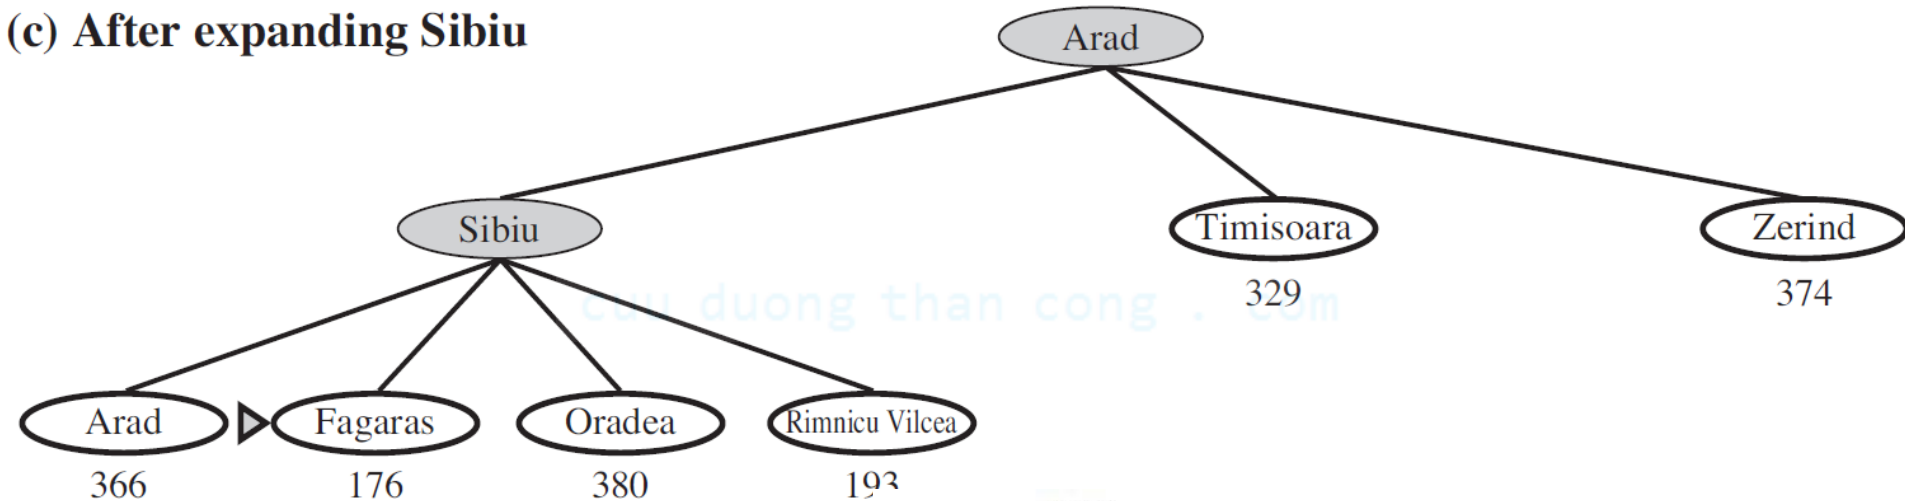 (c) After expanding Sibiu
Arad
Sibiu Timisoara Zerind
329 374
cuu duong than cong . com
Arad Fagaras Oradea Rimnicu Vilcea
366 176 380 193